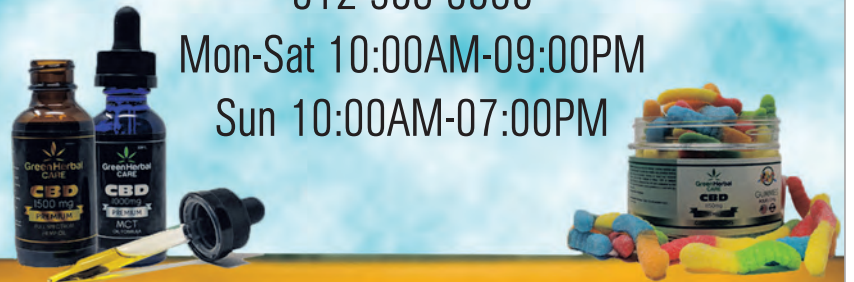 Mon-Sat 10:00AM-09:00PM
Sun 10:00AM-07:00PM
GreenHerbal
CARE
CBD
1500 mg
PREMIUM
GreenHerbal
CARE
CBD
1000mg
PREMIUM
MCT
GreenHerbal
CARE
CBD